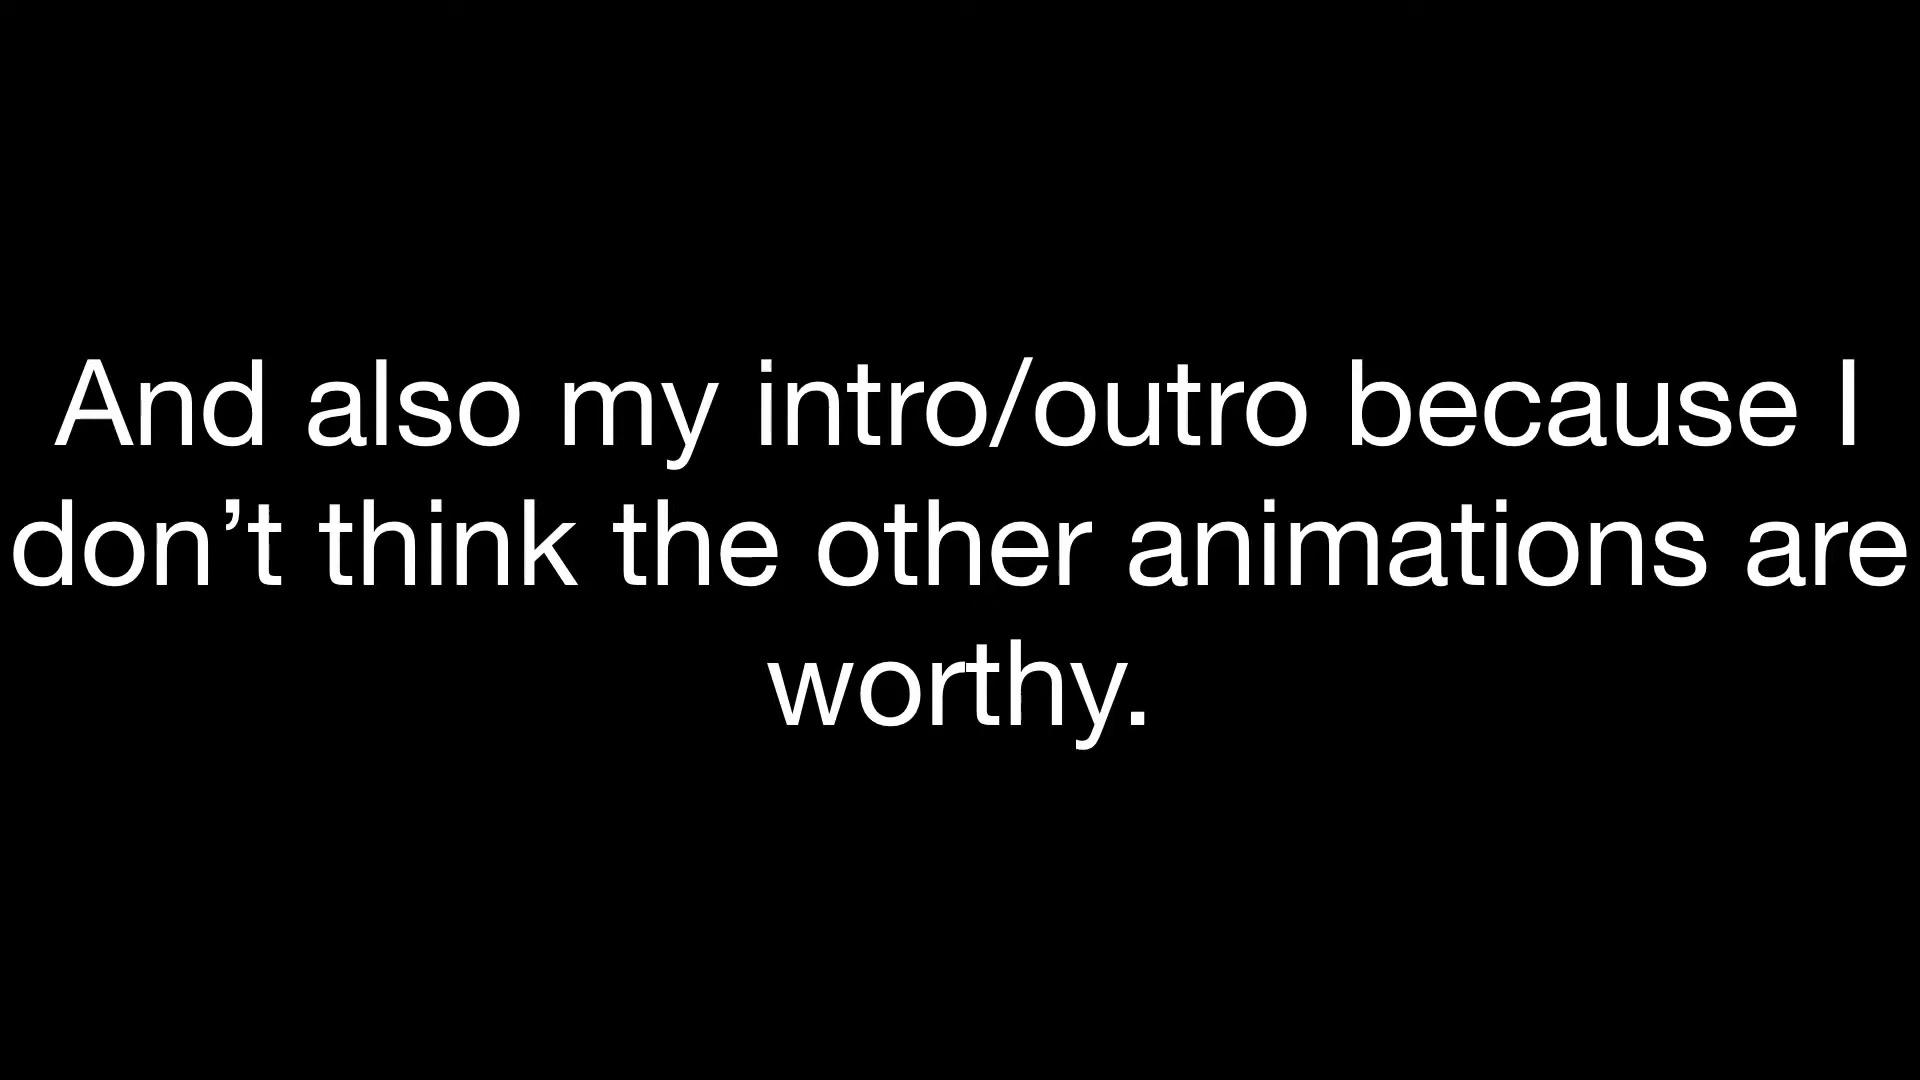 And also my intro/outro because I
don’t think the other animations are
worthy.